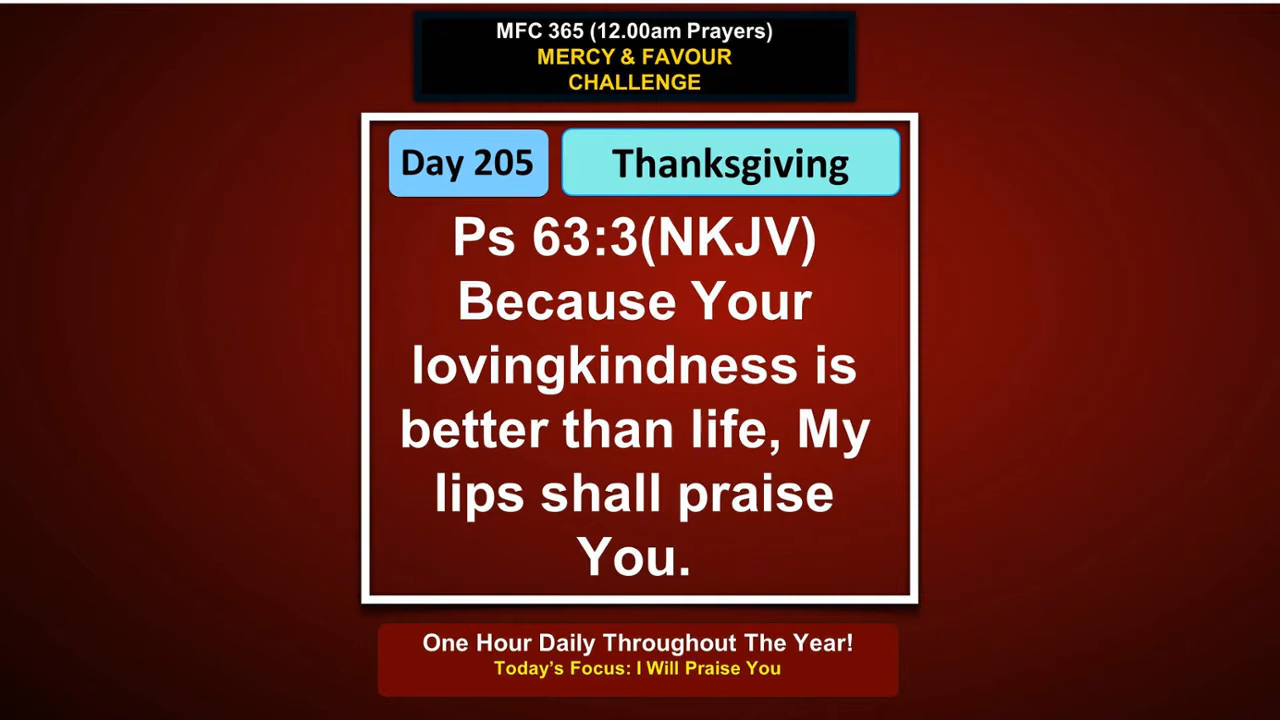 MFC 365 (12.00am Prayers)
MERCY & FAVOUR
CHALLENGE
Day 205
Thanksgiving
Ps 63:3(NKJV)
Because Your
lovingkindness is
better than life, My
lips shall praise
You.
One Hour Daily Throughout The Year!
Today’s Focus: I Will Praise You